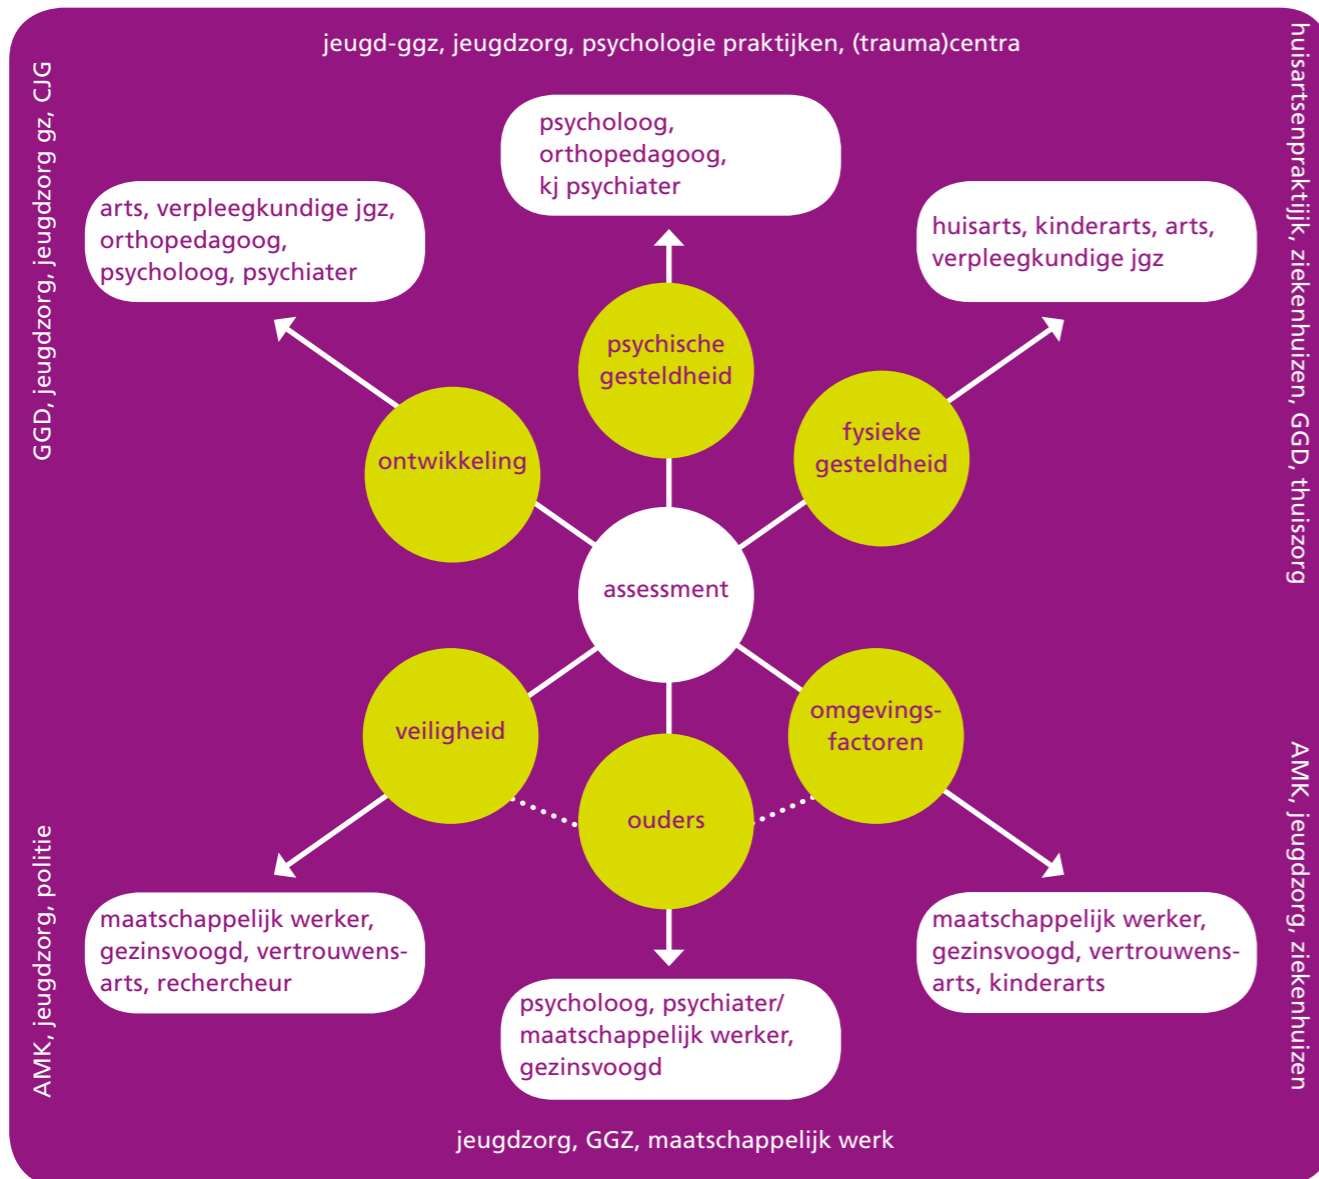 jeugd-ggz, jeugdzorg, psychologie praktijken, (trauma)centra
GGD, jeugdzorg, jeugdzorg gz, CJG
huisartsenpraktijjk, ziekenhuizen, GGD, thuiszorg
psycholoog,
orthopedagoog,
kj psychiater
arts, verpleegkundige jgz,
orthopedagoog,
psycholoog, psychiater
huisarts, kinderarts, arts,
verpleegkundige jgz
psychische
gesteldheid
ontwikkeling
fysieke
gesteldheid
assessment
veiligheid
omgevings-
factoren
ouders
AMK, jeugdzorg, politie
AMK, jeugdzorg, ziekenhuizen
maatschappelijk werker,
gezinsvoogd, vertrouwens-
arts, rechercheur
maatschappelijk werker,
gezinsvoogd, vertrouwens-
arts, kinderarts
psycholoog, psychiater/
maatschappelijk werker,
gezinsvoogd
jeugdzorg, GGZ, maatschappelijk werk